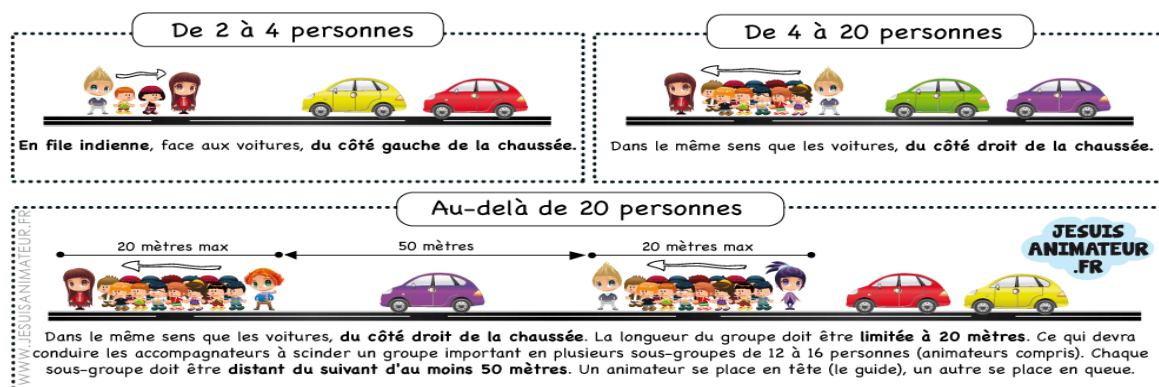 De 2 à 4 personnes
En file indienne, face aux voitures, du côté gauche de la chaussée.
De 4 à 20 personnes
Dans le même sens que les voitures, du côté droit de la chaussée.
Au-delà de 20 personnes
20 mètres max
50 mètres
20 mètres max
JESUIS
ANIMATEUR
.FR
Dans le même sens que les voitures, du côté droit de la chaussée. La longueur du groupe doit être limitée à 20 mètres. Ce qui devra
conduire les accompagnateurs à scinder un groupe important en plusieurs sous-groupes de 12 à 16 personnes (animateurs compris). Chaque
sous-groupe doit être distant du suivant d'au moins 50 mètres. Un animateur se place en tête (le guide), un autre se place en queue.
WWW.JESUISANIMATEUR.FR